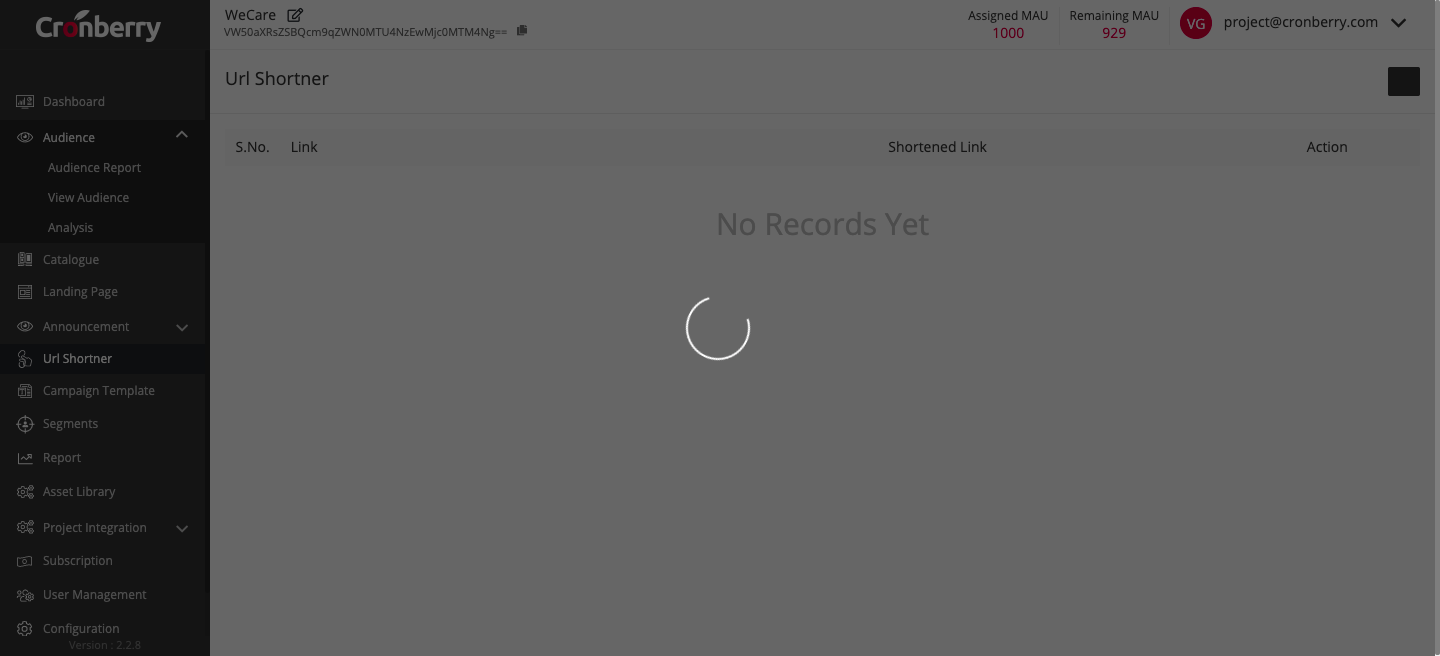 Cronberry
WeCare
VW50aXRsZSBQcm9qZWN0MTU4NzEwMjc0MTM4Ng==
Assigned MAU
1000
Remaining MAU
929
VG
project@cronberry.com
Dashboard
Audience
Audience Report
View Audience
Analysis
Catalogue
Landing Page
Announcement
Url Shortner
Campaign Template
Segments
Report
Asset Library
Project Integration
Subscription
User Management
Configuration
Version : 2.2.8
Url Shortner
S.No. Link Shortened Link Action
No Records Yet